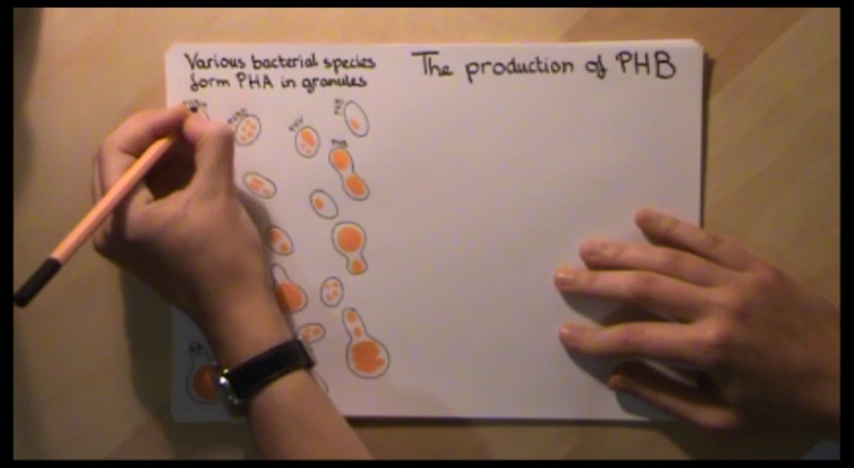 Various bacterial species
form PHA in granules
The production of PHB